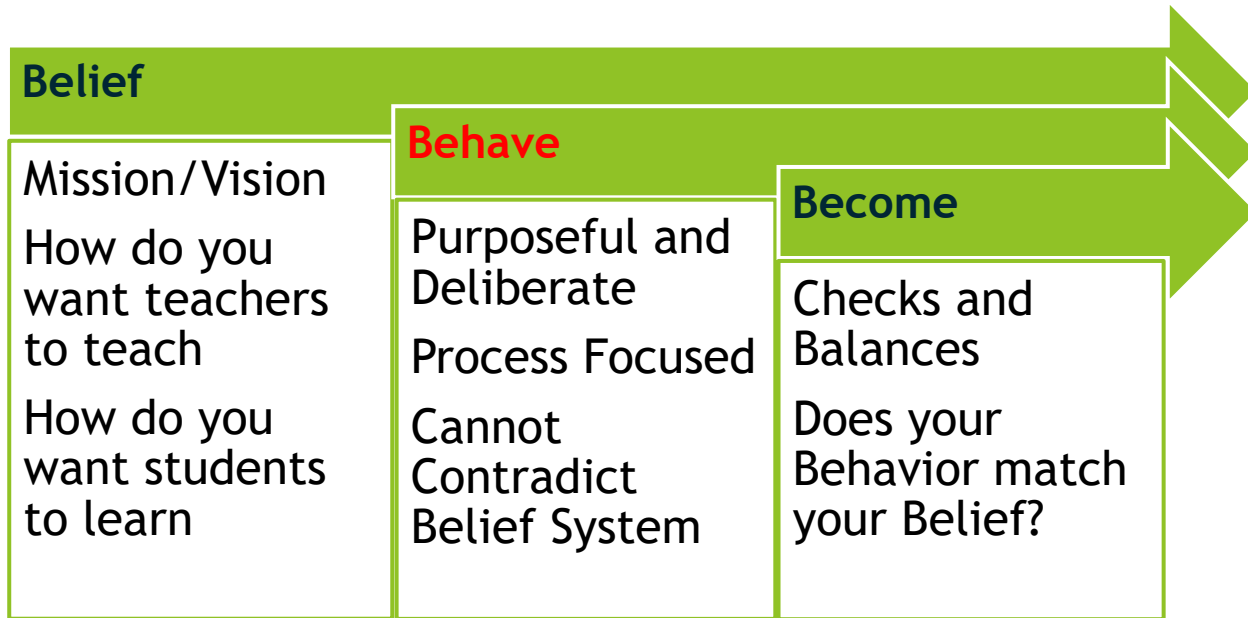 Belief
Mission/Vision
How do you
want teachers
to teach
How do you
want students
to learn
Behave
Purposeful and
Deliberate
Process Focused
Cannot
Contradict
Belief System
Become
Checks and
Balances
Does your
Behavior match
your Belief?